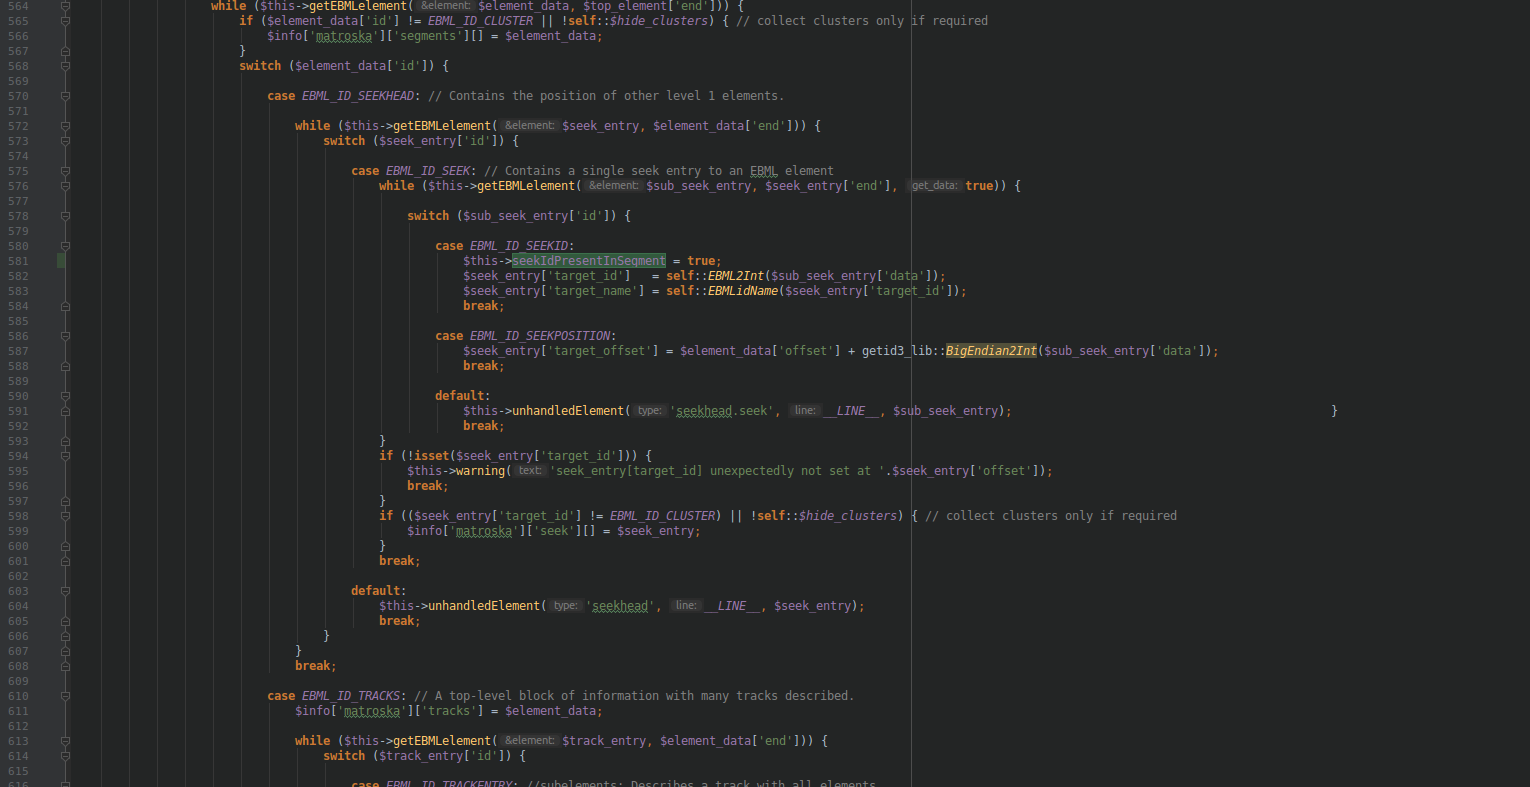 564 while ($this->getEBMLelement( &element: $element_data, $top_element['end'])) {
565 if ($element_data['id'] != EBML_ID_CLUSTER || !self::$hide_clusters) { // collect clusters only if required
566 $info['matroska']['segments'][] = $element_data;
567 }
568 switch ($element_data['id']) {
569
570 case EBML_ID_SEEKHEAD: // Contains the position of other level 1 elements.
571
572 while ($this->getEBMLelement( &element: $seek_entry, $element_data['end'])) {
573 switch ($seek_entry['id']) {
574
575 case EBML_ID_SEEK: // Contains a single seek entry to an EBML element
576 while ($this->getEBMLelement( &element: $sub_seek_entry, $seek_entry['end'], get_data: true)) {
577
578 switch ($sub_seek_entry['id']) {
579
580 case EBML_ID_SEEKID:
581 $this->seekIdPresentInSegment = true;
582 $seek_entry['target_id']   = self::EBML2Int($sub_seek_entry['data']);
583 $seek_entry['target_name'] = self::EBMLidName($seek_entry['target_id']);
584 break;
585
586 case EBML_ID_SEEKPOSITION:
587 $seek_entry['target_offset'] = $element_data['offset'] + getid3_lib::BigEndian2Int($sub_seek_entry['data']);
588 break;
589
590 default:
591 $this->unhandledElement( type: 'seekhead.seek', line: __LINE__, $sub_seek_entry); }
592 break;
593 }
594 if (!isset($seek_entry['target_id'])) {
595 $this->warning( text: 'seek_entry[target_id] unexpectedly not set at '.$seek_entry['offset']);
596 break;
597 }
598 if (($seek_entry['target_id'] != EBML_ID_CLUSTER) || !self::$hide_clusters) { // collect clusters only if required
599 $info['matroska']['seek'][] = $seek_entry;
600 }
601 break;
602
603 default:
604 $this->unhandledElement( type: 'seekhead', line: __LINE__, $seek_entry);
605 break;
606 }
607 }
608 break;
609
610 case EBML_ID_TRACKS: // A top-level block of information with many tracks described.
611 $info['matroska']['tracks'] = $element_data;
612
613 while ($this->getEBMLelement( &element: $track_entry, $element_data['end'])) {
614 switch ($track_entry['id']) {
615
616 case EBML_ID_TRACKENTRY: //subelements: Describes a track with all elements.